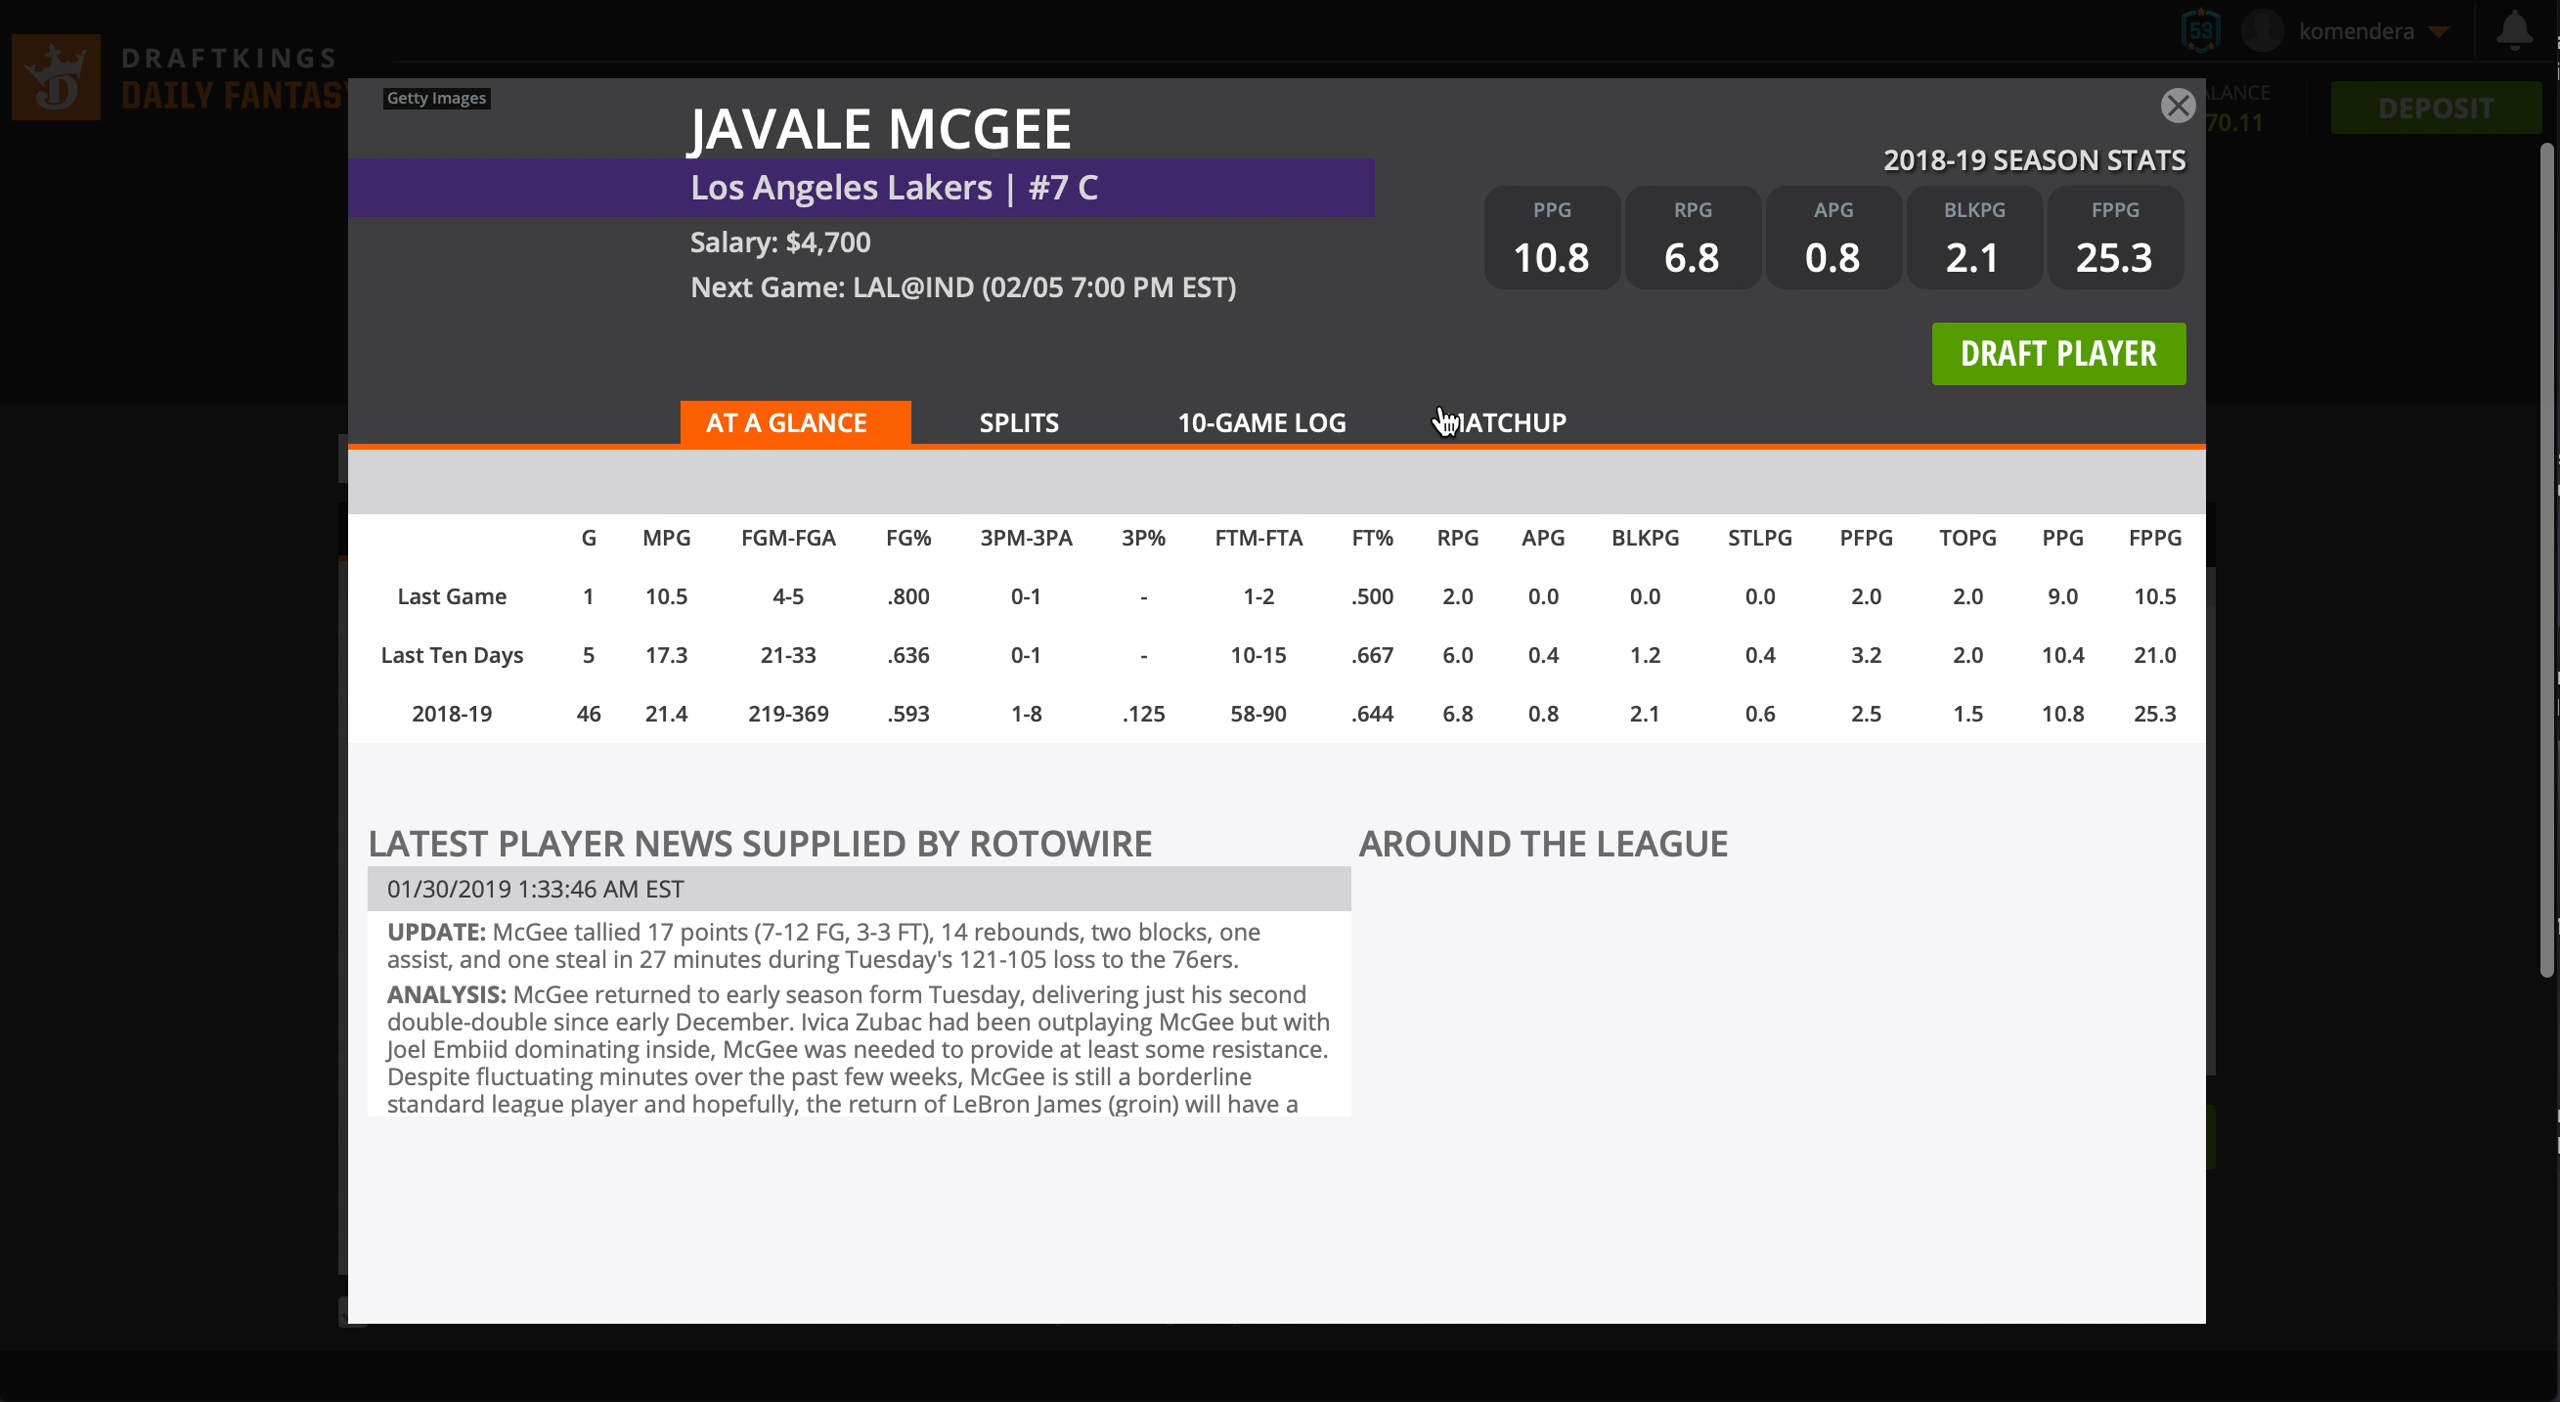 DRAFTKINGS
DAILY FANTAS
53
komendera
LANCE
70.11
DEPOSIT
Getty Images
JAVALE MCGEE
Los Angeles Lakers | #7 C
Salary: $4,700
Next Game: LAL@IND (02/05 7:00 PM EST)
2018-19 SEASON STATS
PPG RPG APG BLKPG FPPG
10.8 6.8 0.8 2.1 25.3
DRAFT PLAYER
AT A GLANCE SPLITS 10-GAME LOG MATCHUP
G MPG FGM-FGA FG% 3PM-3PA 3P% FTM-FTA FT% RPG APG BLKPG STLPG PFPG TOPG PPG FPPG
Last Game 1 10.5 4-5 .800 0-1 - 1-2 .500 2.0 0.0 0.0 0.0 2.0 2.0 9.0 10.5
Last Ten Days 5 17.3 21-33 .636 0-1 - 10-15 .667 6.0 0.4 1.2 0.4 3.2 2.0 10.4 21.0
2018-19 46 21.4 219-369 .593 1-8 .125 58-90 .644 6.8 0.8 2.1 0.6 2.5 1.5 10.8 25.3
LATEST PLAYER NEWS SUPPLIED BY ROTOWIRE
01/30/2019 1:33:46 AM EST
UPDATE: McGee tallied 17 points (7-12 FG, 3-3 FT), 14 rebounds, two blocks, one
assist, and one steal in 27 minutes during Tuesday's 121-105 loss to the 76ers.
ANALYSIS: McGee returned to early season form Tuesday, delivering just his second
double-double since early December. Ivica Zubac had been outplaying McGee but with
Joel Embiid dominating inside, McGee was needed to provide at least some resistance.
Despite fluctuating minutes over the past few weeks, McGee is still a borderline
standard league player and hopefully, the return of LeBron James (groin) will have a
AROUND THE LEAGUE